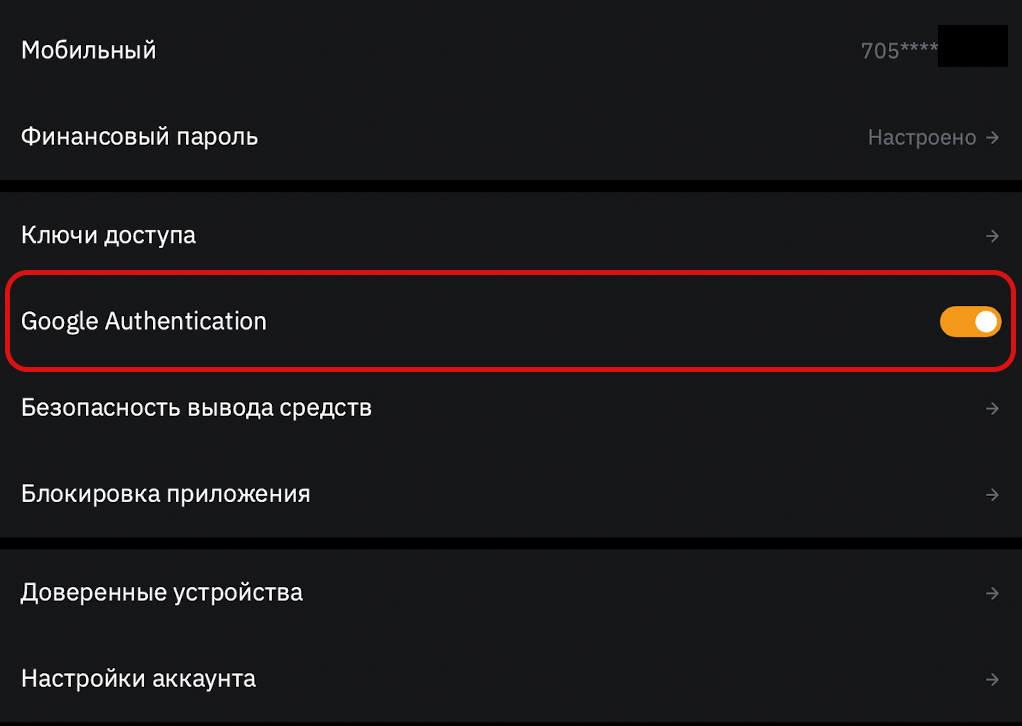 Мобильный 705****
Финансовый пароль Настроено →
Ключи доступа →
Google Authentication
Безопасность вывода средств →
Блокировка приложения →
Доверенные устройства →
Настройки аккаунта →